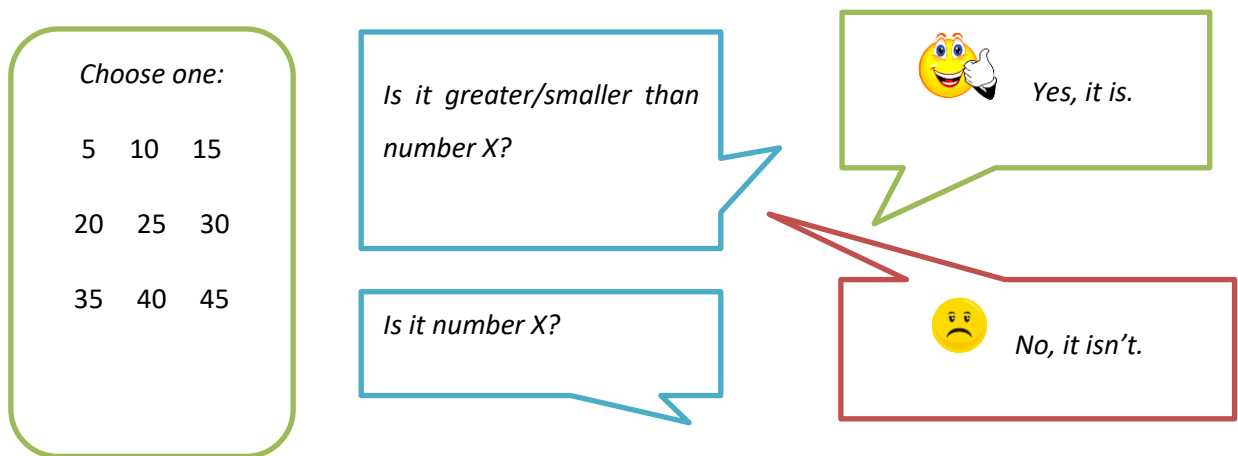 Choose one:
5 10 15
20 25 30
35 40 45
Is it greater/smaller than
number X?
Is it number X?
Yes, it is.
No, it isn’t.